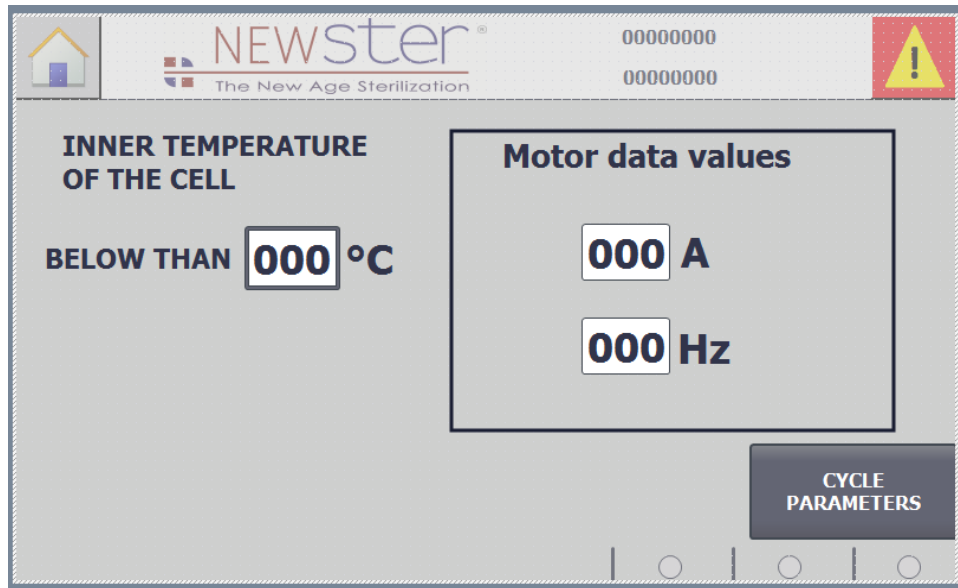 NEWSter®
The New Age Sterilization
00000000
00000000
!
INNER TEMPERATURE
OF THE CELL
BELOW THAN 000 °C
Motor data values
000 A
000 Hz
CYCLE
PARAMETERS